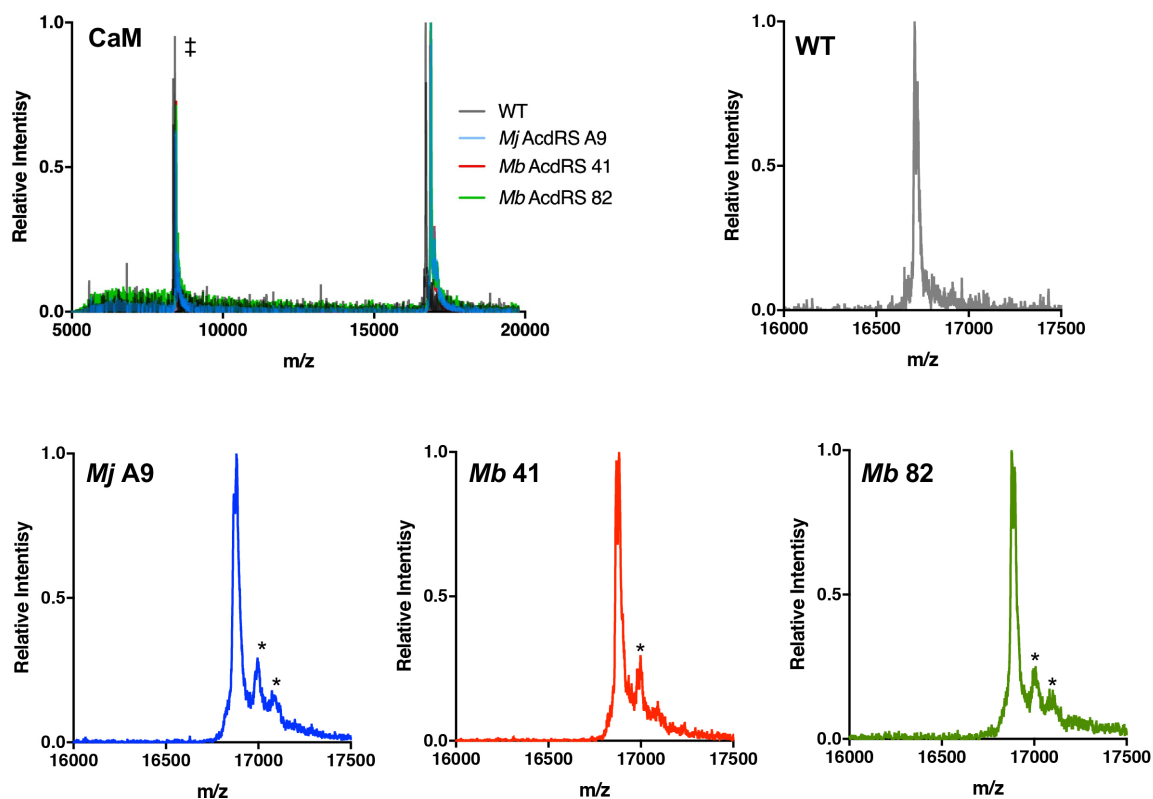 CaM
‡
1.0
0.5
0.0
5000 10000 15000 20000
m/z
Relative Intentisy
WT
Mj AcdRS A9
Mb AcdRS 41
Mb AcdRS 82
WT
1.0
0.5
0.0
16000 16500 17000 17500
m/z
Relative Intentisy
Mj A9
1.0
0.5
0.0
* *
16000 16500 17000 17500
m/z
Relative Intentisy
Mb 41
1.0
0.5
0.0
*
16000 16500 17000 17500
m/z
Relative Intentisy
Mb 82
1.0
0.5
0.0
* *
16000 16500 17000 17500
m/z
Relative Intentisy